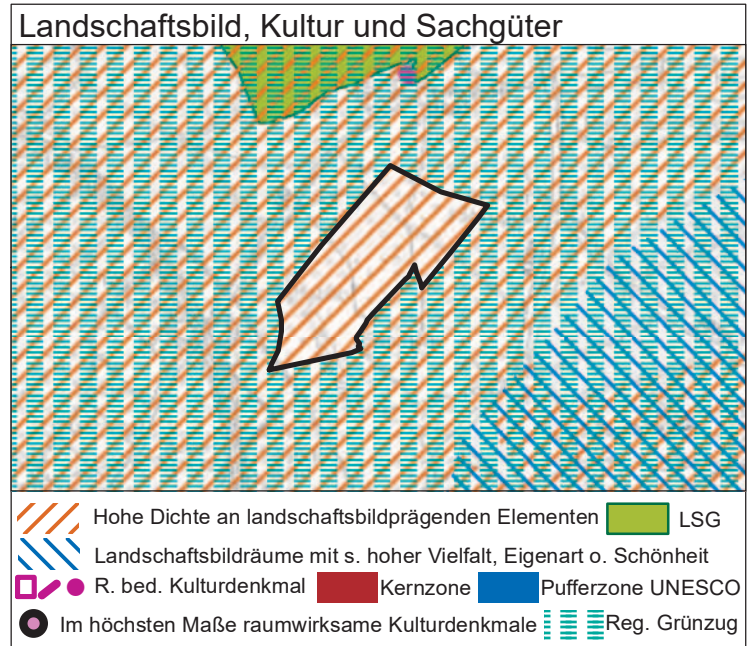 Landschaftsbild, Kultur und Sachgüter
Hohe Dichte an landschaftsbildprägenden Elementen LSG
Landschaftsbildräume mit s. hoher Vielfalt, Eigenart o. Schönheit
R. bed. Kulturdenkmal Kernzone Pufferzone UNESCO
Im höchsten Maße raumwirksame Kulturdenkmale Reg. Grünzug